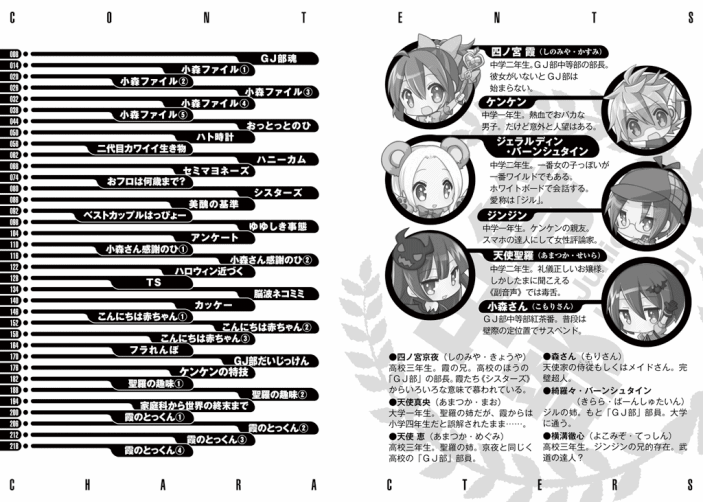 CONTENTS
008 GJ部魂
014 小森ファイル①
020 小森ファイル②
026 小森ファイル③
032 小森ファイル④
038 小森ファイル⑤
044 おっとっとのひ
050 ハト時計
056 二代目カワイイ生き物
062 ハニーカム
068 セミマヨネーズ
074 おフロは何歳まで?
080 シスターズ
086 美醜の基準
092 ベストカップルはっぴょー
098 ゆゆしき事態
104 アンケート
110 小森さん感謝のひ①
116 小森さん感謝のひ②
122 ハロウィン近づく
128 TS
134 脳波ネコミミ
140 カッケー
146 こんにちは赤ちゃん①
152 こんにちは赤ちゃん②
158 こんにちは赤ちゃん③
164 フラれんぼ
170 GJ部だいじっけん
176 ケンケンの特技
182 聖羅の趣味①
188 聖羅の趣味②
194 家庭科から世界の終末まで
200 霞のとっくん①
206 霞のとっくん②
212 霞のとっくん③
218 霞のとっくん④
四ノ宮 霞(しのみや・かすみ)
中学二年生。GJ部中等部の部長。
彼女がいないとGJ部は
始まらない。
ケンケン
中学一年生。熱血でおバカな
男子。だけど意外と人望はある。
ジェラルディン
・バーンシュタイン
中学二年生。一番女の子っぽいが
一番ワイルドでもある。
ホワイトボードで会話する。
愛称は「ジル」。
ジンジン
中学一年生。ケンケンの親友。
スマホの達人にして女性評論家。
天使聖羅(あまつか・せいら)
中学二年生。礼儀正しいお嬢様。
しかしたまに聞こえる
《副音声》では毒舌。
小森さん(こもりさん)
GJ部中等部紅茶番。普段は
壁際の定位置でサスペンド。
●四ノ宮京夜(しのみや・きょうや)
高校三年生。霞の兄。高校のほうの
「GJ部」の部長。霞たち《シスターズ》
からいろいろな意味で慕われている。
●天使真央(あまつか・まお)
大学一年生。聖羅の姉だが、霞からは
小学四年生だと誤解されたまま……。
●天使 恵(あまつか・めぐみ)
高校三年生。聖羅の姉。京夜と同じく
高校の「GJ部」部員。
●森さん(もりさん)
天使家の侍従もしくはメイドさん。完
璧超人。
●綺羅々・バーンシュタイン
(きらら・ばーんしゅたいん)
ジルの姉。もと「GJ部」部員。大学
に通う。
●横溝徹心(よこみぞ・てっしん)
高校三年生。ジンジンの兄的存在。武
道の達人?
CHARACTERS